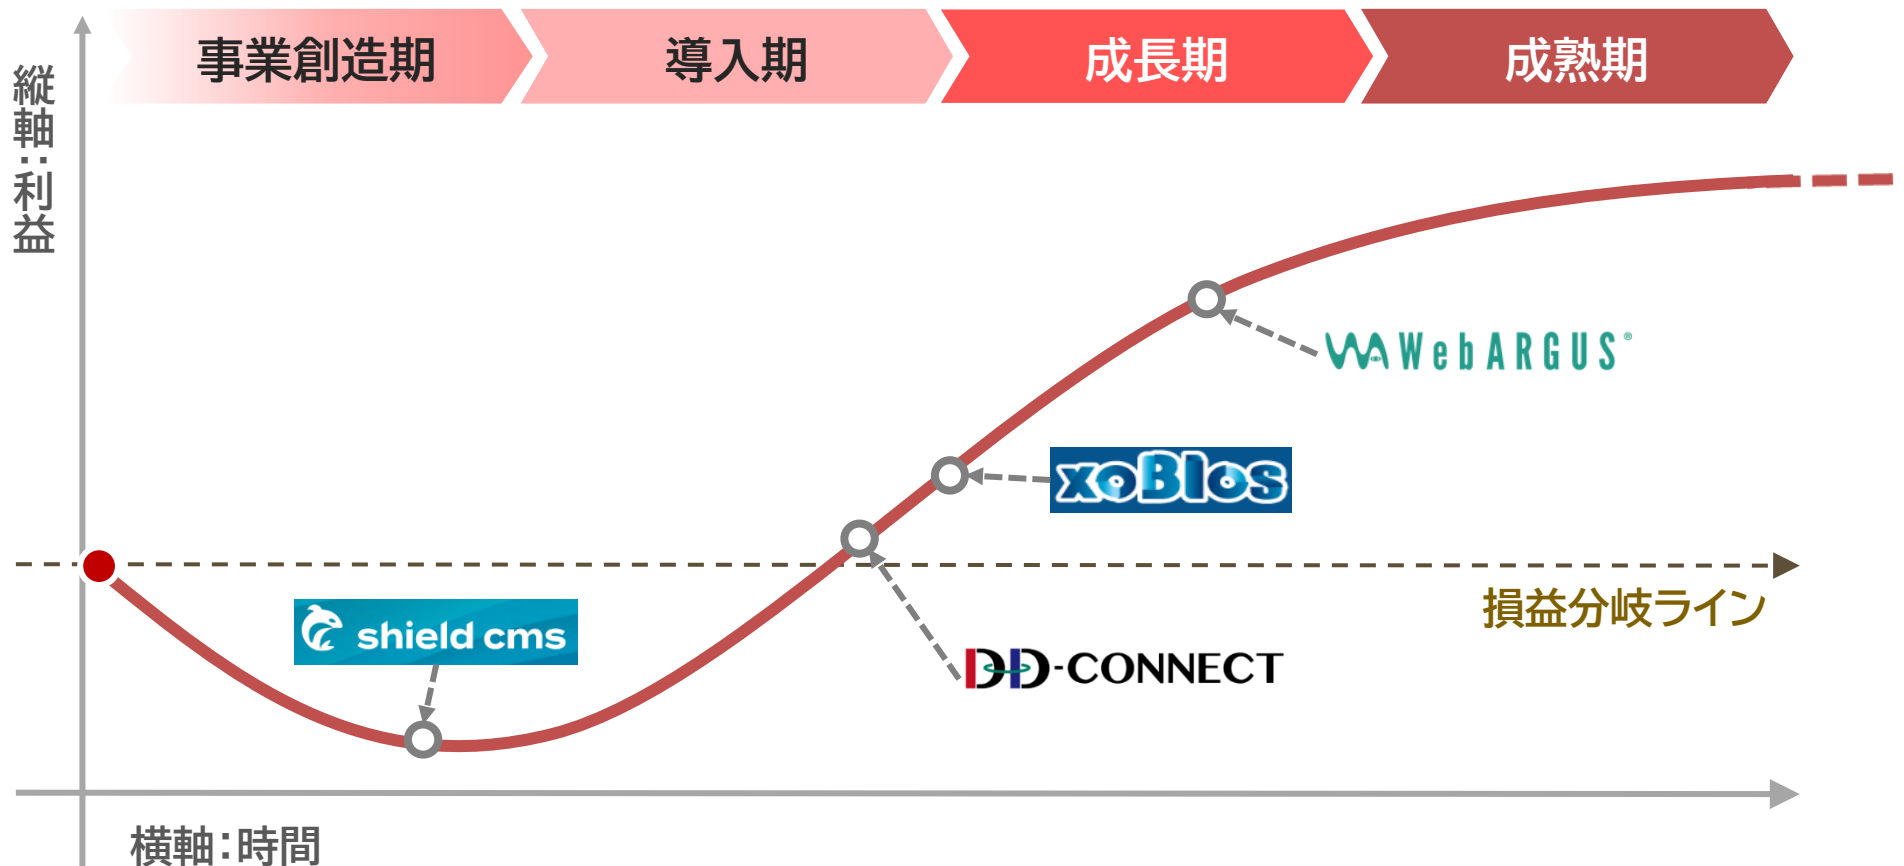 事業創造期
導入期
成長期
成熟期
縦軸：利益
WebARGUS®
xoBlos
損益分岐ライン
shield cms
DD-CONNECT
横軸：時間